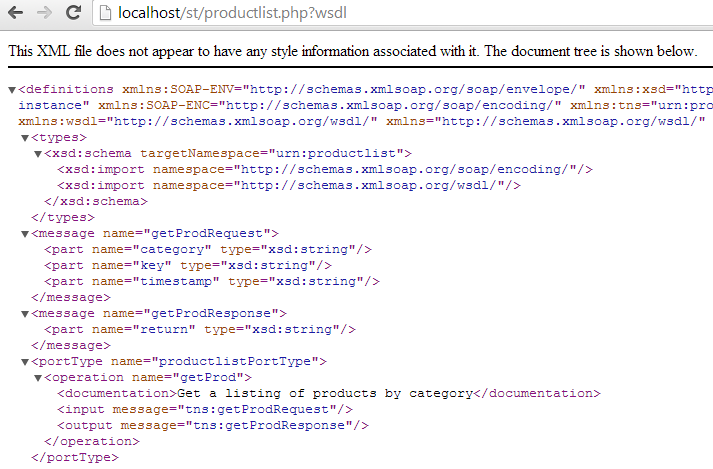 localhost/st/productlist.php?wsdl
This XML file does not appear to have any style information associated with it. The document tree is shown below.
▼<definitions xmlns:SOAP-ENV="http://schemas.xmlsoap.org/soap/envelope/" xmlns:xsd="http
instance" xmlns:SOAP-ENC="http://schemas.xmlsoap.org/soap/encoding/" xmlns:tns="urn:pro
xmlns:wsdl="http://schemas.xmlsoap.org/wsdl/" xmlns="http://schemas.xmlsoap.org/wsdl/"
▼<types>
▼<xsd:schema targetNamespace="urn:productlist">
<xsd:import namespace="http://schemas.xmlsoap.org/soap/encoding/"/>
<xsd:import namespace="http://schemas.xmlsoap.org/wsdl/"/>
</xsd:schema>
</types>
▼<message name="getProdRequest">
<part name="category" type="xsd:string"/>
<part name="key" type="xsd:string"/>
<part name="timestamp" type="xsd:string"/>
</message>
▼<message name="getProdResponse">
<part name="return" type="xsd:string"/>
</message>
▼<portType name="productlistPortType">
▼<operation name="getProd">
<documentation>Get a listing of products by category</documentation>
<input message="tns:getProdRequest"/>
<output message="tns:getProdResponse"/>
</operation>
</portType>